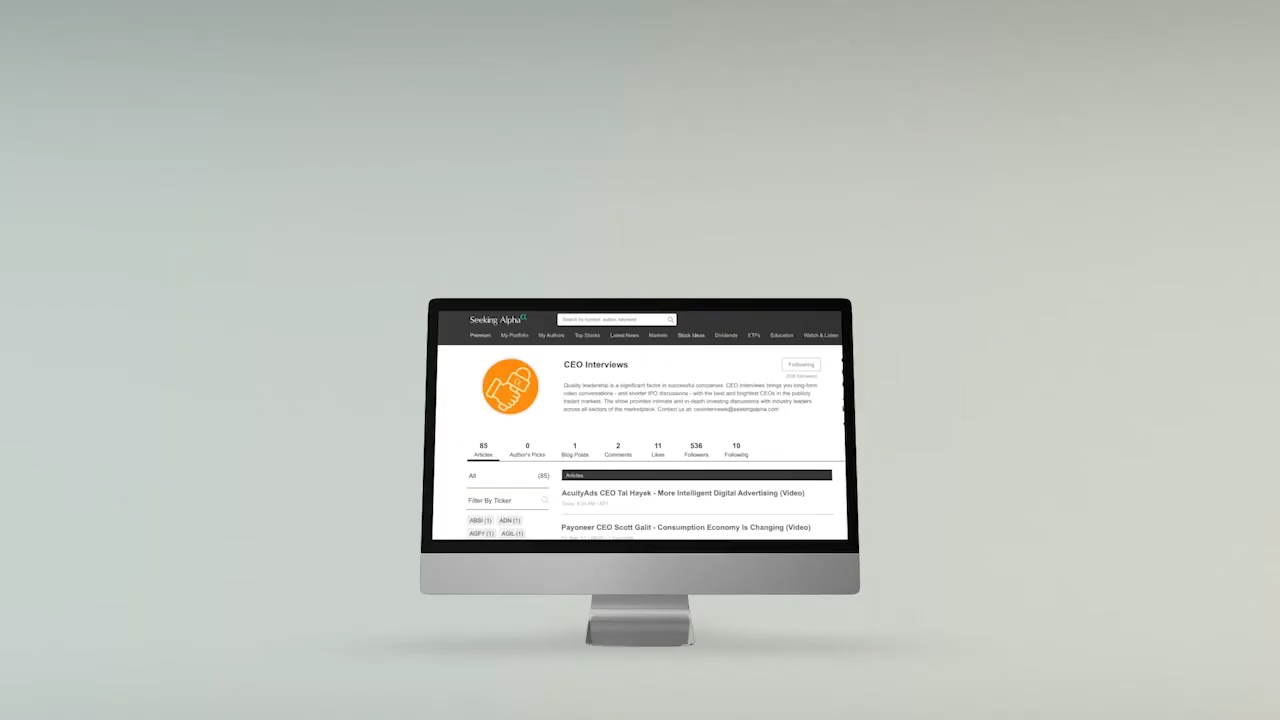 Seeking Alpha α
Search by symbol, author, keyword
Premium My Portfolio My Authors Top Stocks Latest News Markets Stock Ideas Dividends ETFs Education Watch & Listen
CEO Interviews
Following
Quality leadership is a significant factor in successful companies. CEO Interviews brings you long-form
video conversations - and shorter IPO discussions - with the best and brightest CEOs in the publicly
traded markets. The show provides intimate and in-depth investing discussions with industry leaders
across all sectors of the marketplace. Contact us at: ceointerviews@seekingalpha.com
85 0 1 2 11 536 10
Articles Author's Picks Blog Posts Comments Likes Followers Following
All (85)
Articles
Filter By Ticker
AcuityAds CEO Tal Hayek - More Intelligent Digital Advertising (Video)
ABSI (1) ADN (1)
Payoneer CEO Scott Galit - Consumption Economy Is Changing (Video)
AGFY (1) AGIL (1)